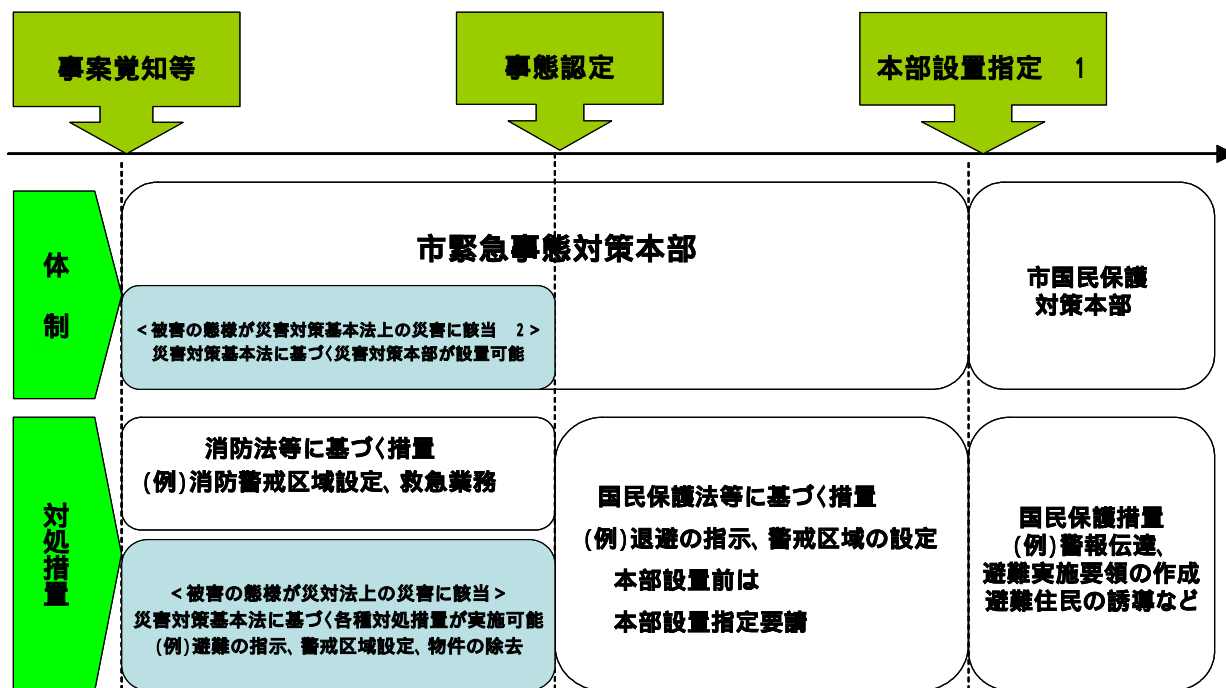 事案覚知等
事態認定
本部設置指定 1
体制
市緊急事態対策本部
<被害の態様が災害対策基本法上の災害に該当 2>
災害対策基本法に基づく災害対策本部が設置可能
市国民保護
対策本部
対処措置
消防法等に基づく措置
(例)消防警戒区域設定、救急業務
<被害の態様が災対法上の災害に該当>
災害対策基本法に基づく各種対処措置が実施可能
(例)避難の指示、警戒区域設定、物件の除去
国民保護法等に基づく措置
(例)退避の指示、警戒区域の設定
本部設置前は
本部設置指定要請
国民保護措置
(例)警報伝達、
避難実施要領の作成
避難住民の誘導など